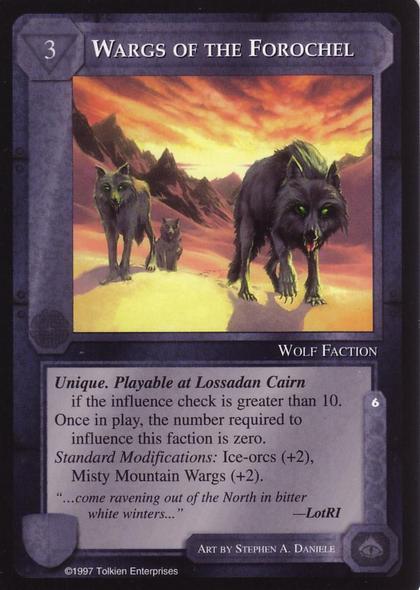 3
WARGS OF THE FOROCHEL
WOLF FACTION
Unique. Playable at Lossadan Cairn
if the influence check is greater than 10.
Once in play, the number required to
influence this faction is zero.
Standard Modifications: Ice-orcs (+2),
Misty Mountain Wargs (+2).
6
“...come ravening out of the North in bitter
white winters...” —LotRI
ART BY STEPHEN A. DANIELE
©1997 Tolkien Enterprises